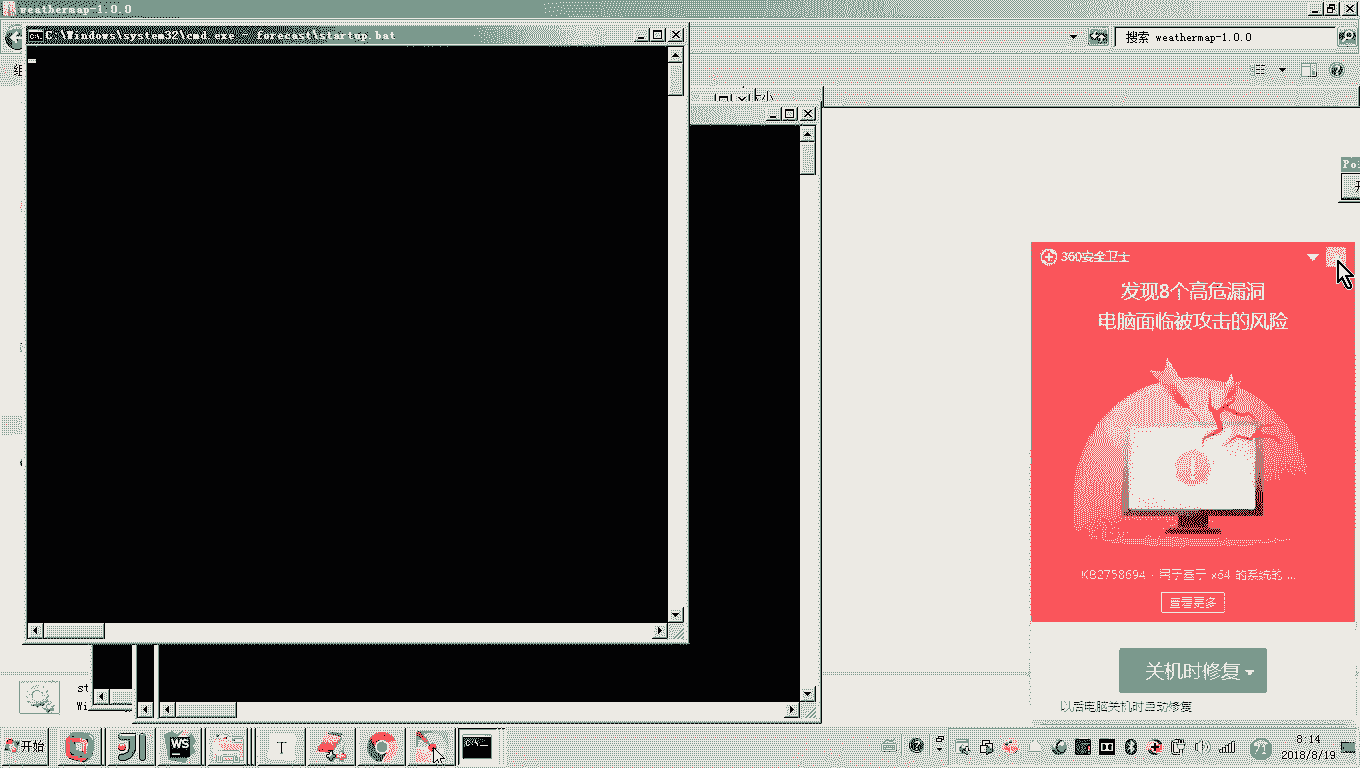 weathermap-1.0.0
C:\Windows\system32\cmd.exe - forecast\startup.bat
搜索 weathermap-1.0.0
360安全卫士
发现8个高危漏洞
电脑面临被攻击的风险
KB2758694 - 用于基于 x64 的系统的 ...
查看更多
关机时修复
以后电脑关机时自动修复
st
Wi
开始
WS
T
8:14
2018/8/19